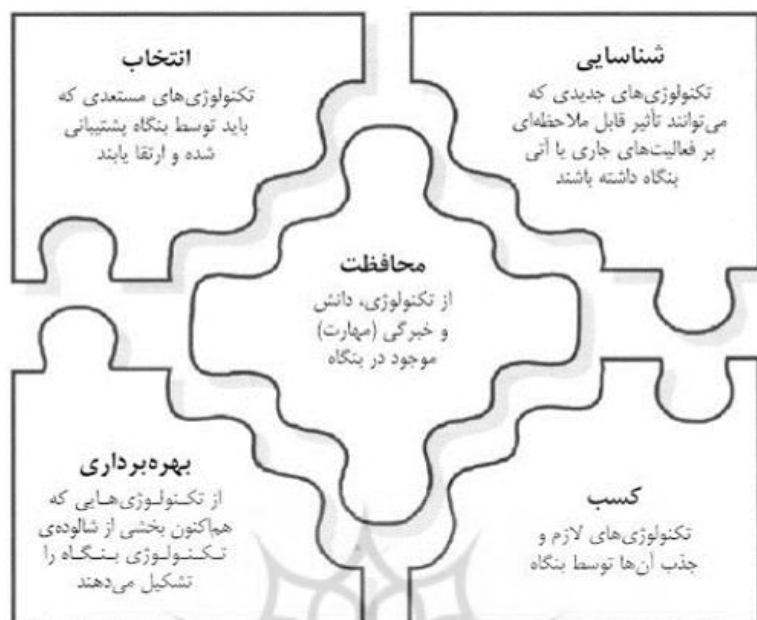 شناسایی
تکنولوژی‌های جدیدی که
می‌توانند تأثیر قابل ملاحظه‌ای
بر فعالیت‌های جاری یا آتی
بنگاه داشته باشند
انتخاب
تکنولوژی‌های مستعدی که
باید توسط بنگاه پشتیبانی
شده و ارتقا یابند
محافظت
از تکنولوژی، دانش
و خبرگی (مهارت)
موجود در بنگاه
کسب
تکنولوژی‌های لازم و
جذب آن‌ها توسط بنگاه
بهره‌برداری
از تکنولوژی‌هایی که
هم‌اکنون بخشی از شالوده‌ی
تکنولوژی بنگاه را
تشکیل می‌دهند